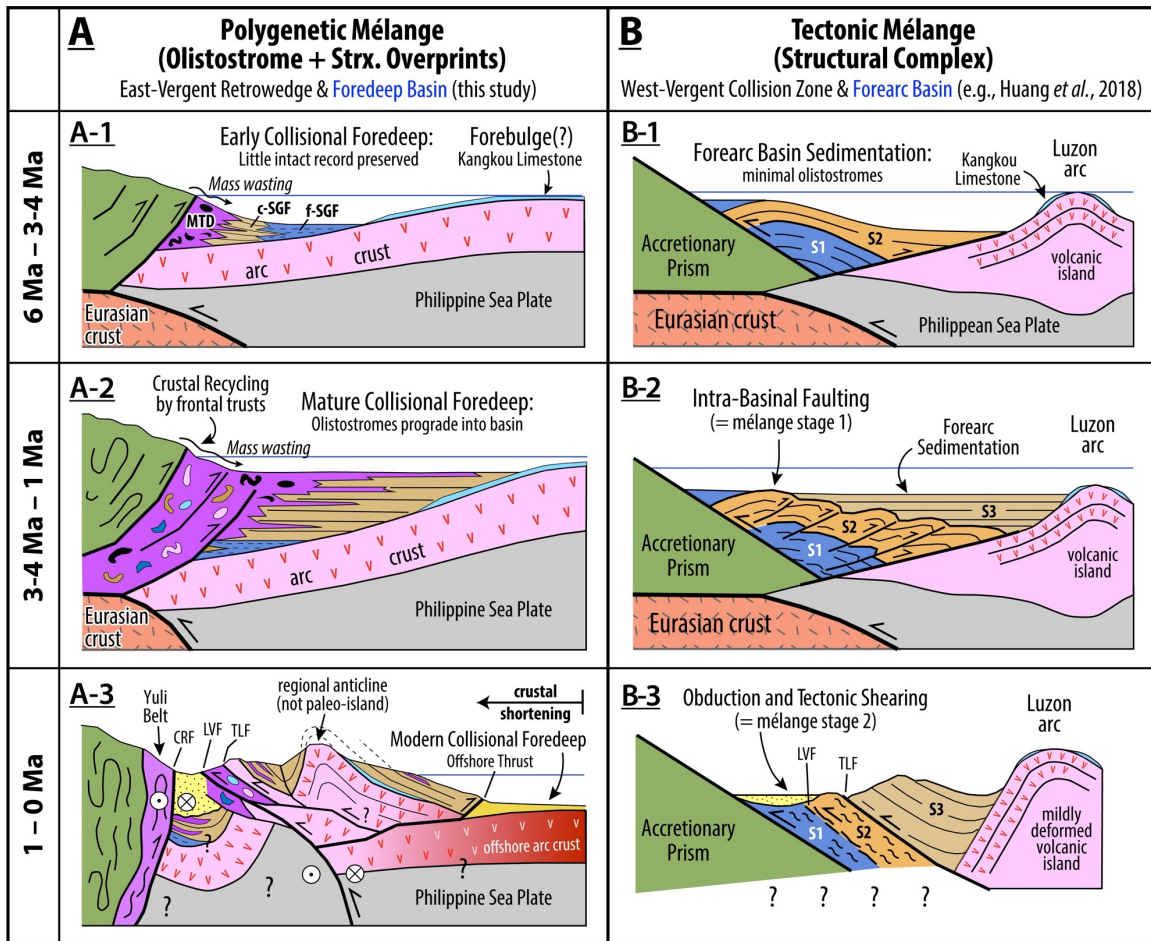 A
Polygenetic Mélange
(Olistostrome + Strx. Overprints)
East-Vergent Retrowedge & Foredeep Basin (this study)
B
Tectonic Mélange
(Structural Complex)
West-Vergent Collision Zone & Forearc Basin (e.g., Huang et al., 2018)
6 Ma – 3-4 Ma
A-1
Early Collisional Foredeep:
Little intact record preserved
Forebulge(?)
Kangkou Limestone
Mass wasting
MTD
c-SGF
f-SGF
arc crust
Philippine Sea Plate
Eurasian
crust
B-1
Forearc Basin Sedimentation:
minimal olistostromes
Kangkou
Limestone
Luzon
arc
Accretionary
Prism
S1
S2
volcanic
island
Eurasian crust
Philippean Sea Plate
3-4 Ma – 1 Ma
A-2
Crustal Recycling
by frontal trusts
Mature Collisional Foredeep:
Olistostromes prograde into basin
Mass wasting
arc crust
Philippine Sea Plate
Eurasian
crust
B-2
Intra-Basinal Faulting
(= mélange stage 1)
Forearc
Sedimentation
Luzon
arc
S3
S2
S1
Accretionary
Prism
volcanic
island
Eurasian crust
1 – 0 Ma
A-3
Yuli
Belt
CRF
LVF
TLF
regional anticline
(not paleo-island)
crustal
shortening
Modern Collisional Foredeep
Offshore Thrust
?
?
offshore arc crust
?
?
?
Philippine Sea Plate
B-3
Obduction and Tectonic Shearing
(= mélange stage 2)
LVF
TLF
Luzon
arc
Accretionary
Prism
S1
S2
S3
mildly
deformed
volcanic
island
? ? ? ?